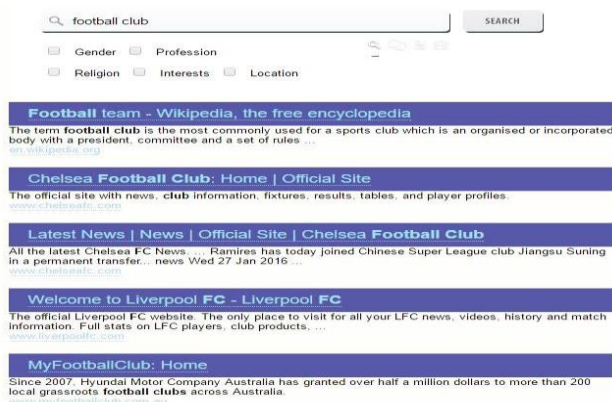 football club
SEARCH
Gender Profession
Religion Interests Location
Football team - Wikipedia, the free encyclopedia
The term football club is the most commonly used for a sports club which is an organised or incorporated
body with a president, committee and a set of rules ...
en.wikipedia.org
Chelsea Football Club: Home | Official Site
The official site with news, club information, fixtures, results, tables, and player profiles.
www.chelseafc.com
Latest News | News | Official Site | Chelsea Football Club
All the latest Chelsea FC News. ... Ramires has today joined Chinese Super League club Jiangsu Suning
in a permanent transfer... news Wed 27 Jan 2016 ...
www.chelseafc.com
Welcome to Liverpool FC - Liverpool FC
The official Liverpool FC website. The only place to visit for all your LFC news, videos, history and match
information. Full stats on LFC players, club products, ...
www.liverpoolfc.com
MyFootballClub: Home
Since 2007, Hyundai Motor Company Australia has granted over half a million dollars to more than 200
local grassroots football clubs across Australia.
www.myfootballclub.com.au